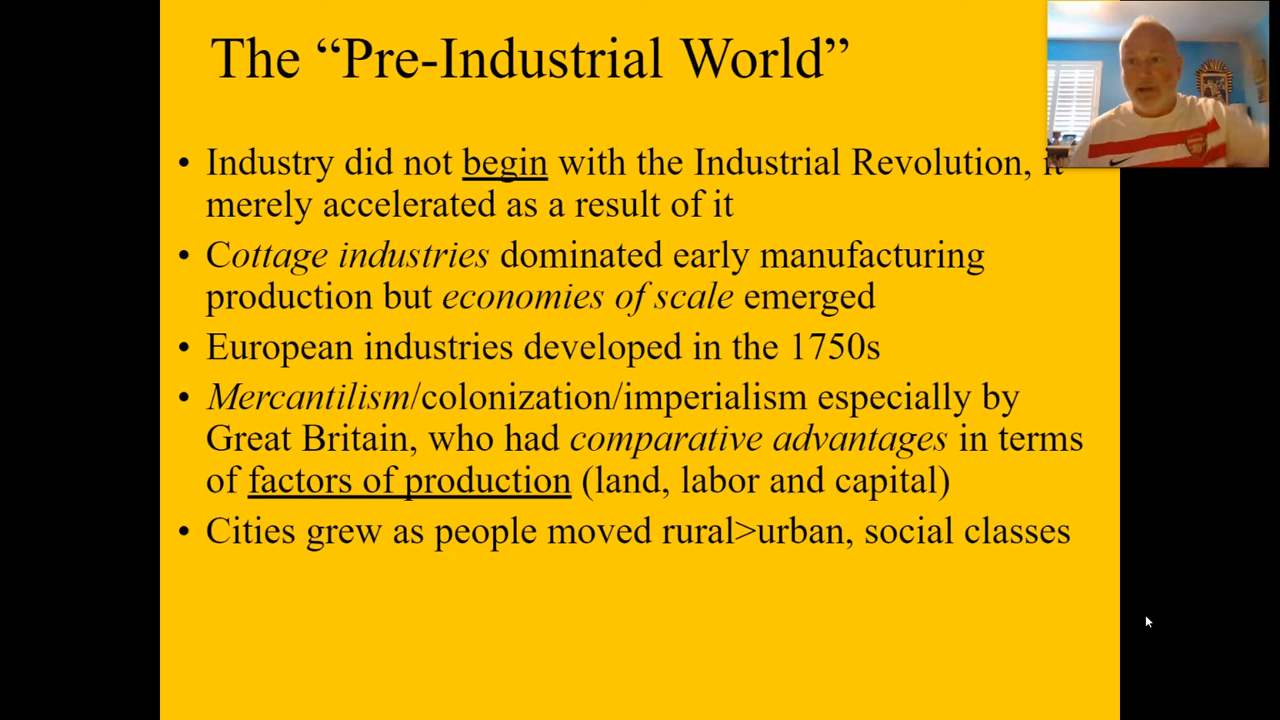 The “Pre-Industrial World”
• Industry did not begin with the Industrial Revolution, it
merely accelerated as a result of it
• Cottage industries dominated early manufacturing
production but economies of scale emerged
• European industries developed in the 1750s
• Mercantilism/colonization/imperialism especially by
Great Britain, who had comparative advantages in terms
of factors of production (land, labor and capital)
• Cities grew as people moved rural>urban, social classes